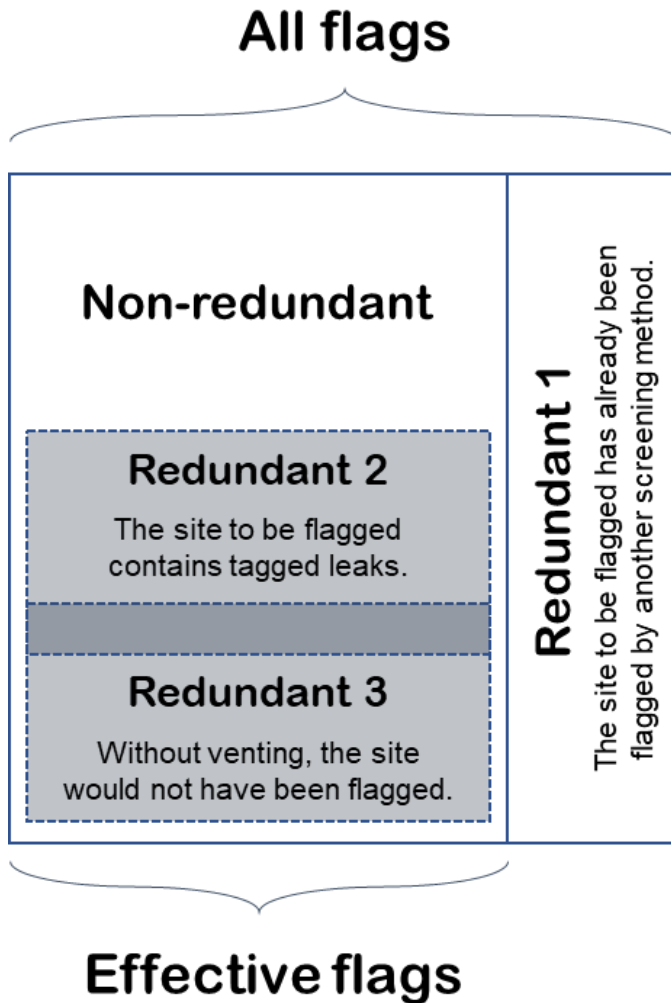 All flags
Non-redundant
Redundant 2
The site to be flagged
contains tagged leaks.
Redundant 3
Without venting, the site
would not have been flagged.
Redundant 1
The site to be flagged has already been
flagged by another screening method.
Effective flags